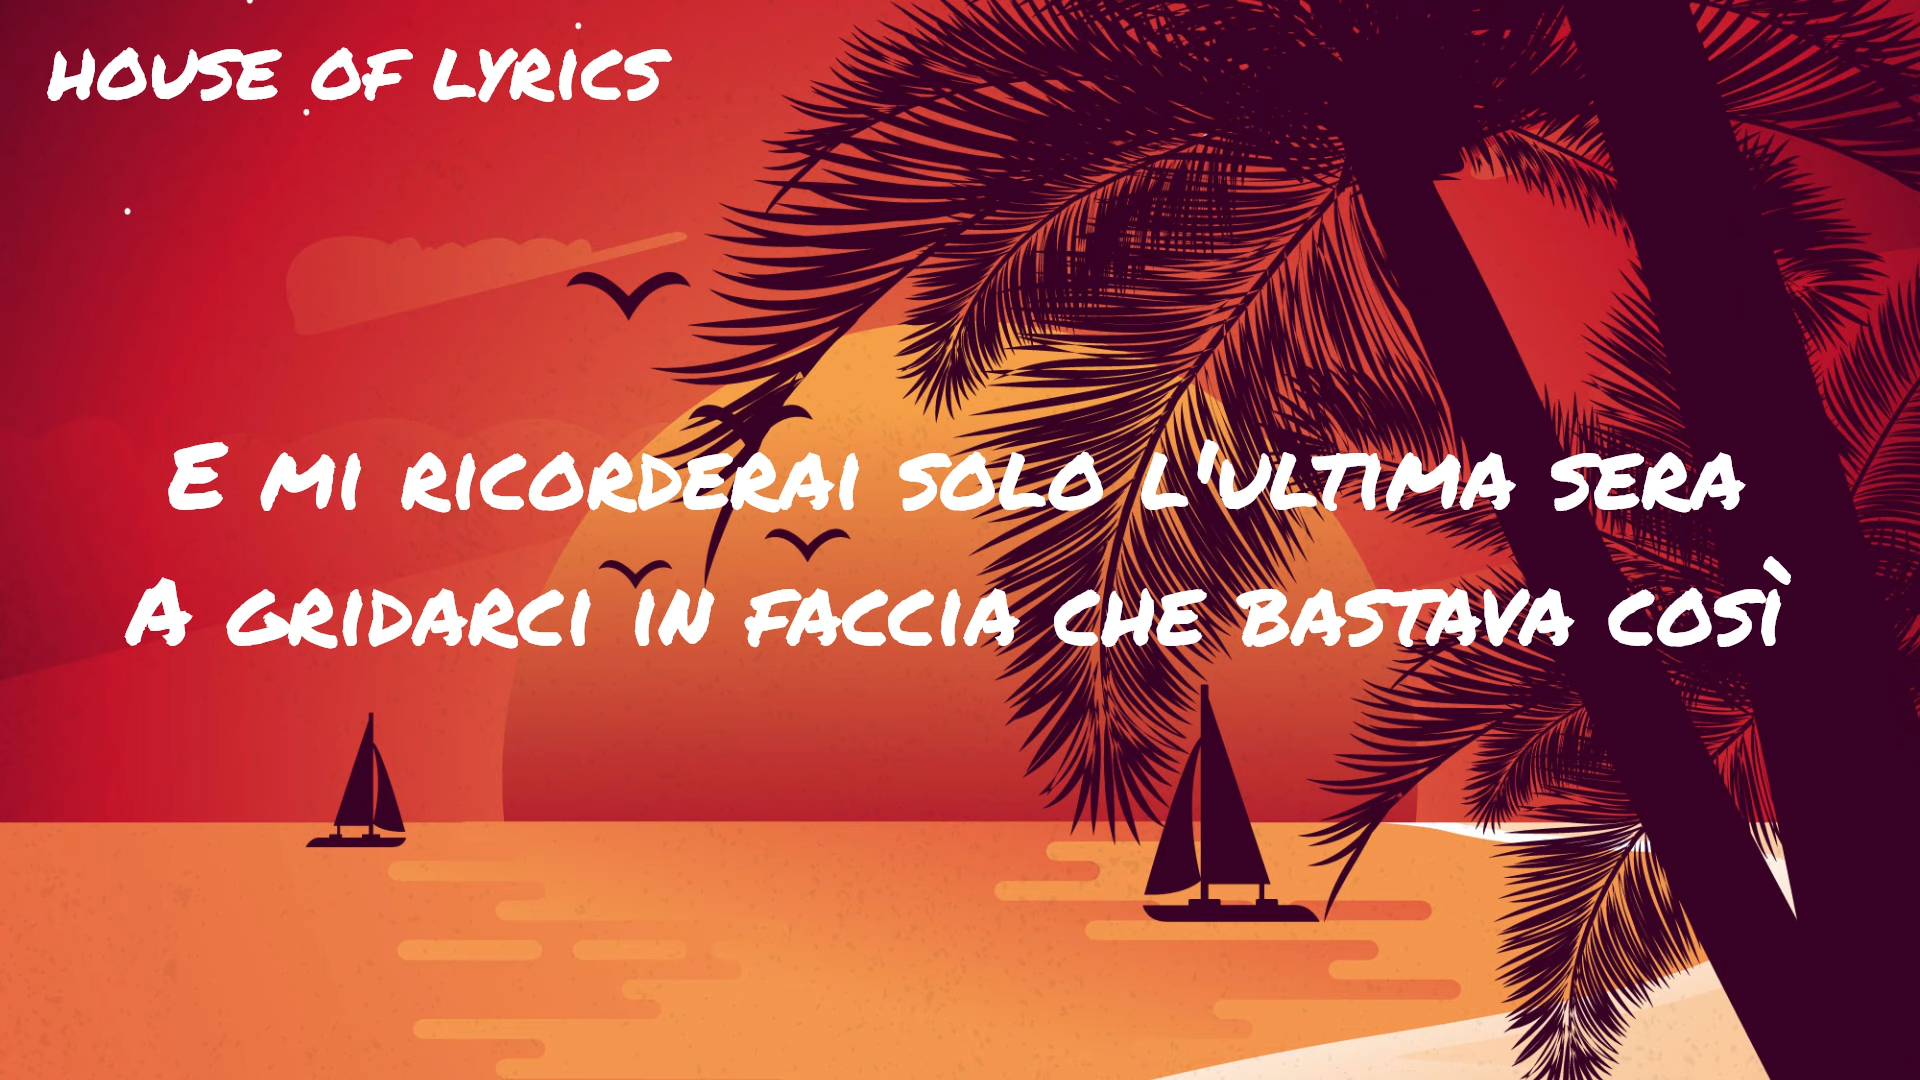 HOUSE OF LYRICS
E MI RICORDERAI SOLO L'ULTIMA SERA
A GRIDARCI IN FACCIA CHE BASTAVA COSÌ